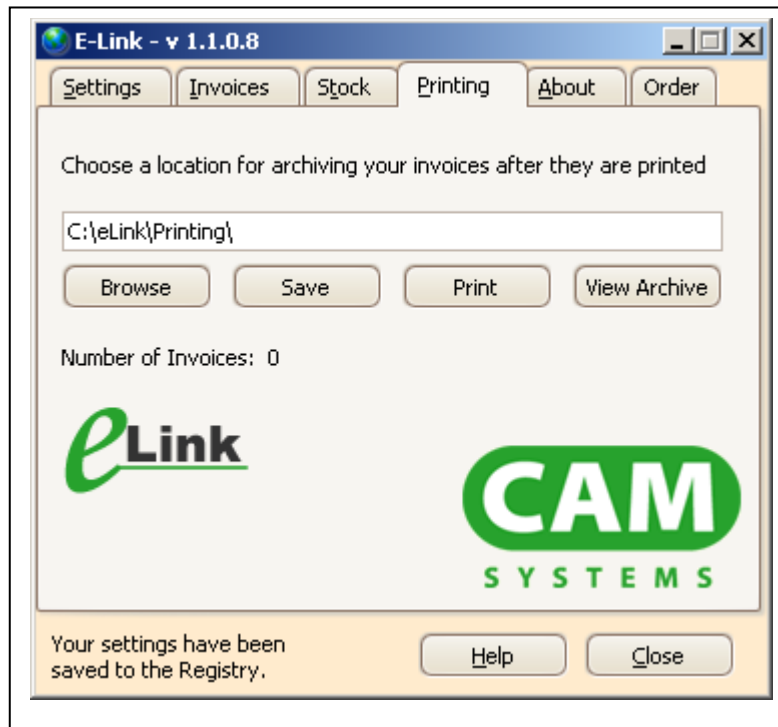 E-Link - v 1.1.0.8
Settings Invoices Stock Printing About Order
Choose a location for archiving your invoices after they are printed
C:\eLink\Printing\
Browse Save Print View Archive
Number of Invoices: 0
eLink
CAM
SYSTEMS
Your settings have been
saved to the Registry.
Help Close